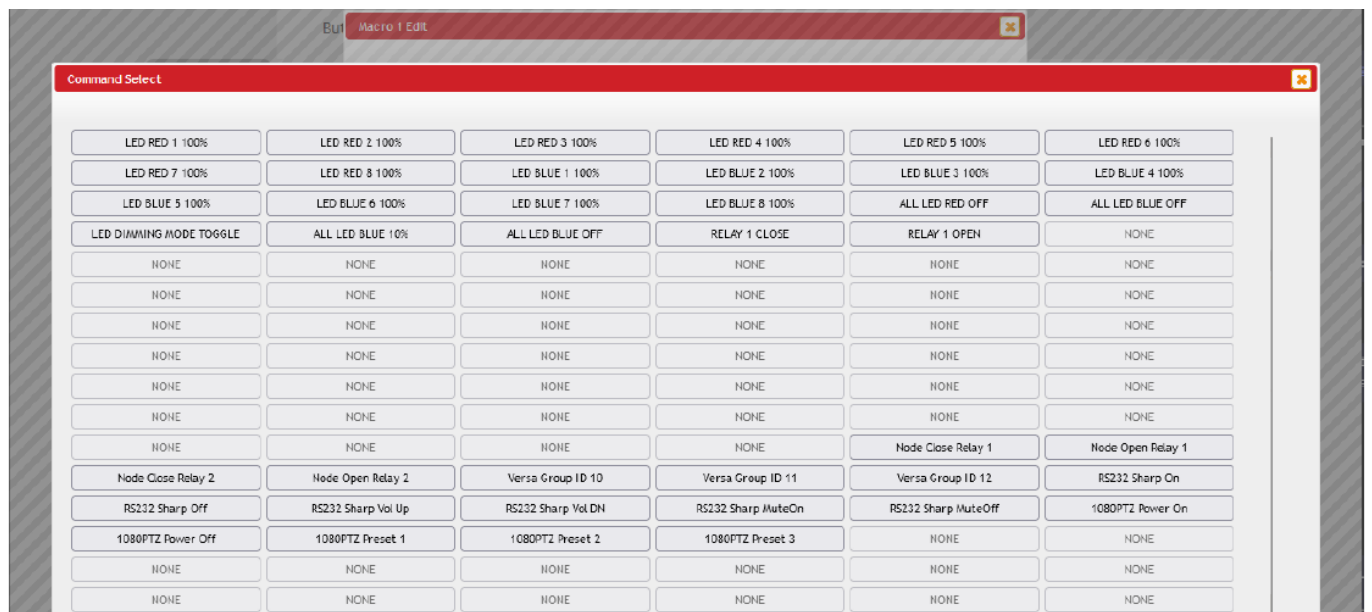 But Macro 1 Edit
Command Select
LED RED 1 100% LED RED 2 100% LED RED 3 100% LED RED 4 100% LED RED 5 100% LED RED 6 100%
LED RED 7 100% LED RED 8 100% LED BLUE 1 100% LED BLUE 2 100% LED BLUE 3 100% LED BLUE 4 100%
LED BLUE 5 100% LED BLUE 6 100% LED BLUE 7 100% LED BLUE 8 100% ALL LED RED OFF ALL LED BLUE OFF
LED DIMMING MODE TOGGLE ALL LED BLUE 10% ALL LED BLUE OFF RELAY 1 CLOSE RELAY 1 OPEN NONE
NONE NONE NONE NONE NONE NONE
NONE NONE NONE NONE NONE NONE
NONE NONE NONE NONE NONE NONE
NONE NONE NONE NONE NONE NONE
NONE NONE NONE NONE NONE NONE
NONE NONE NONE NONE NONE NONE
NONE NONE NONE NONE Node Close Relay 1 Node Open Relay 1
Node Close Relay 2 Node Open Relay 2 Versa Group ID 10 Versa Group ID 11 Versa Group ID 12 RS232 Sharp On
RS232 Sharp Off RS232 Sharp Vol Up RS232 Sharp Vol DN RS232 Sharp MuteOn RS232 Sharp MuteOff 1080PTZ Power On
1080PTZ Power Off 1080PTZ Preset 1 1080PTZ Preset 2 1080PTZ Preset 3 NONE NONE
NONE NONE NONE NONE NONE NONE
NONE NONE NONE NONE NONE NONE